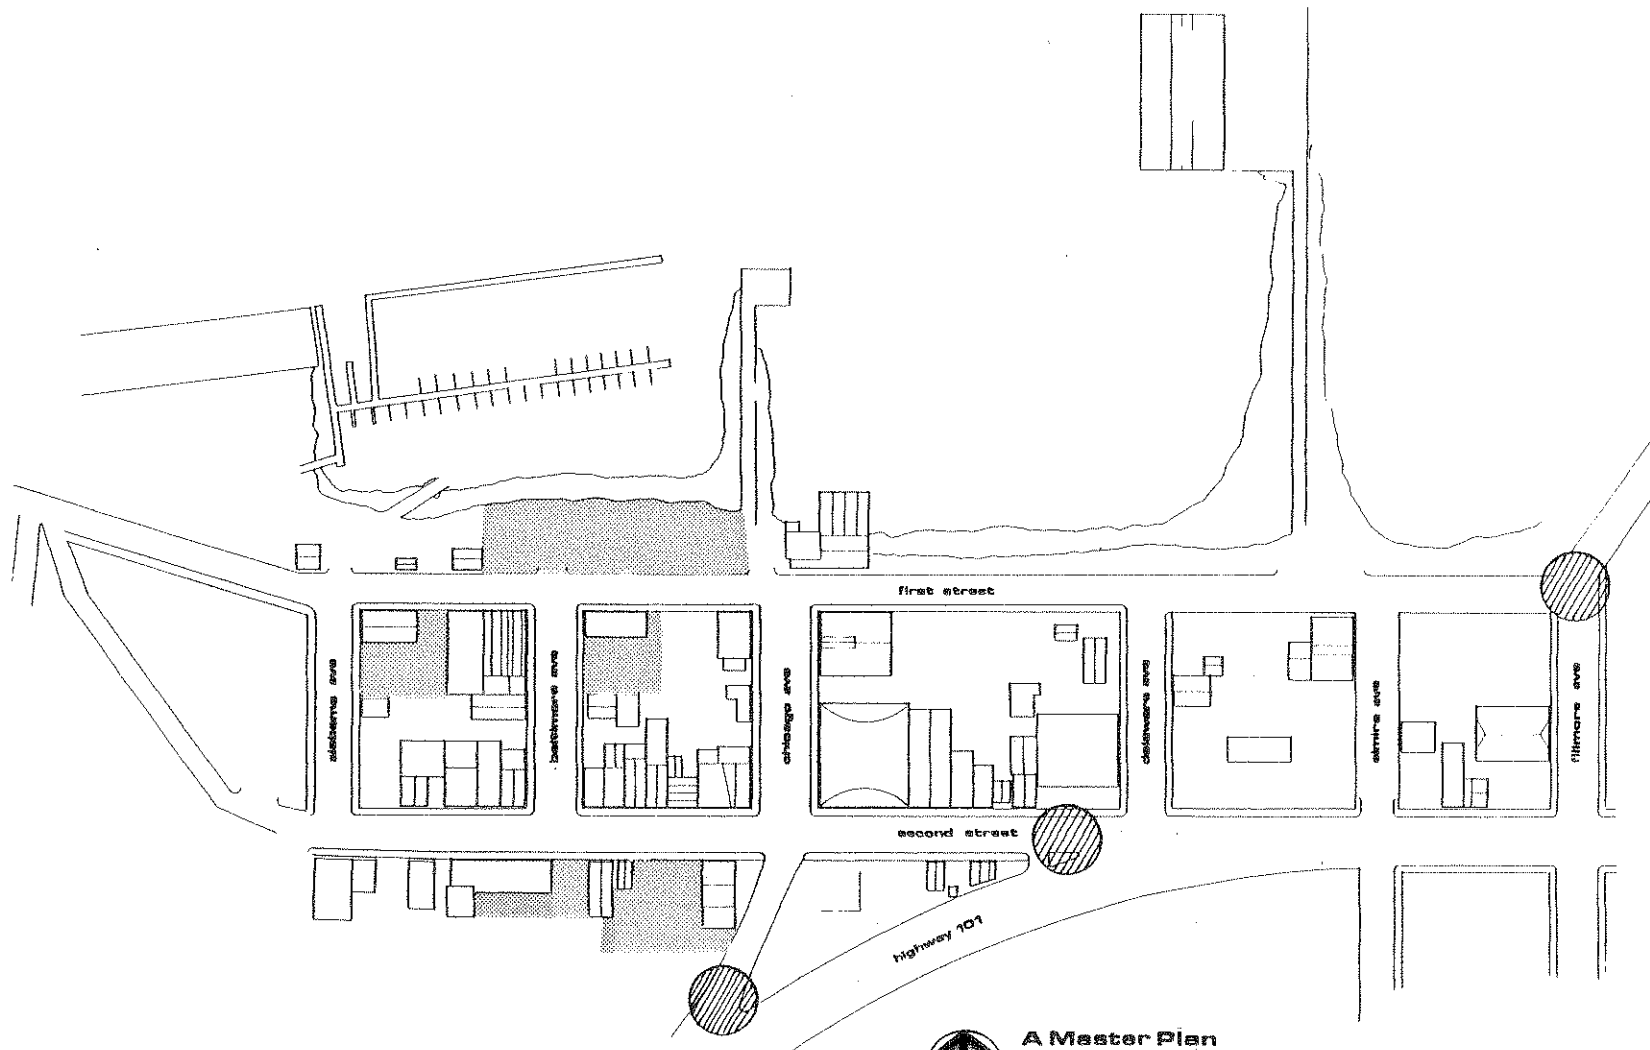 first street
alabama ave
baltimore ave
chicago ave
delaware ave
elmira ave
fillmore ave
second street
highway 101
A Master Plan